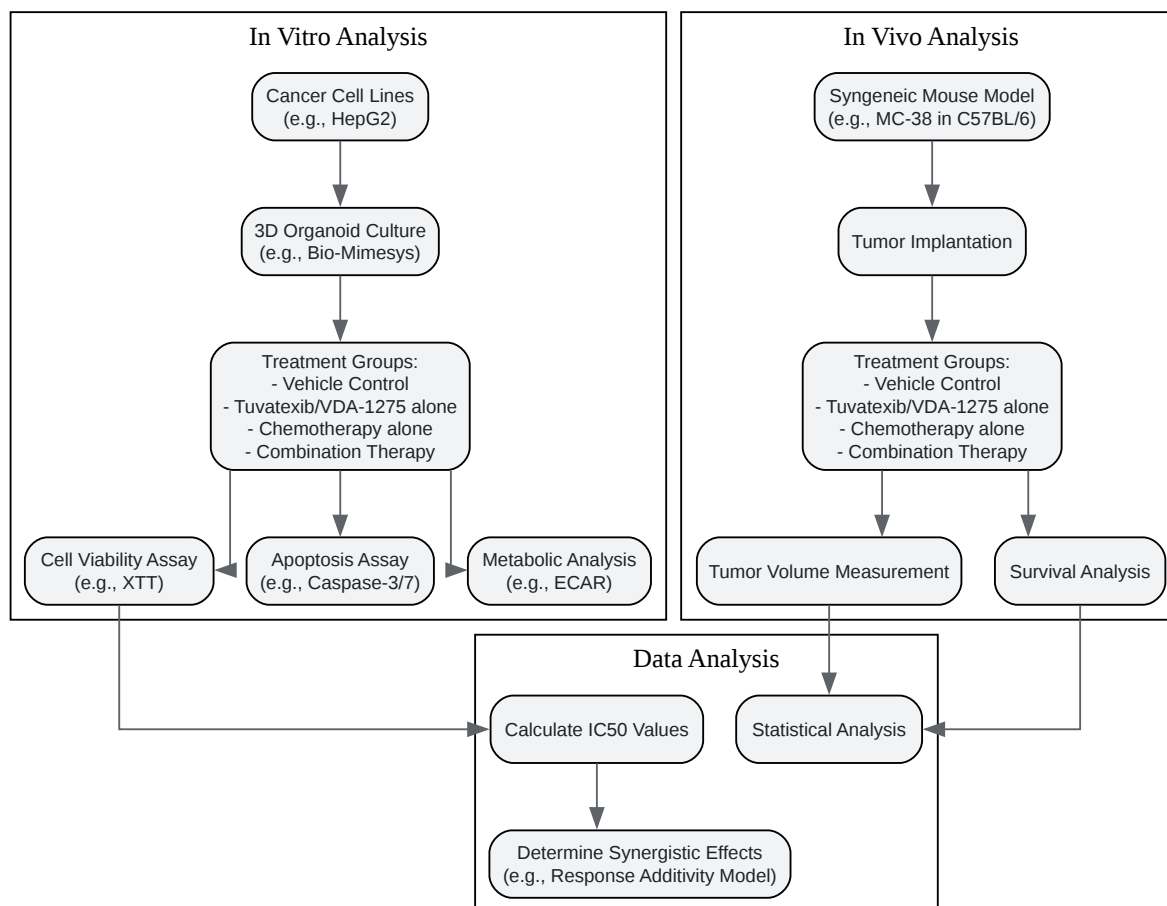 In Vitro Analysis
Cancer Cell Lines
(e.g., HepG2)
3D Organoid Culture
(e.g., Bio-Mimesys)
Treatment Groups:
- Vehicle Control
- Tuvatexib/VDA-1275 alone
- Chemotherapy alone
- Combination Therapy
Cell Viability Assay
(e.g., XTT)
Apoptosis Assay
(e.g., Caspase-3/7)
Metabolic Analysis
(e.g., ECAR)
In Vivo Analysis
Syngeneic Mouse Model
(e.g., MC-38 in C57BL/6)
Tumor Implantation
Treatment Groups:
- Vehicle Control
- Tuvatexib/VDA-1275 alone
- Chemotherapy alone
- Combination Therapy
Tumor Volume Measurement
Survival Analysis
Data Analysis
Calculate IC50 Values
Statistical Analysis
Determine Synergistic Effects
(e.g., Response Additivity Model)